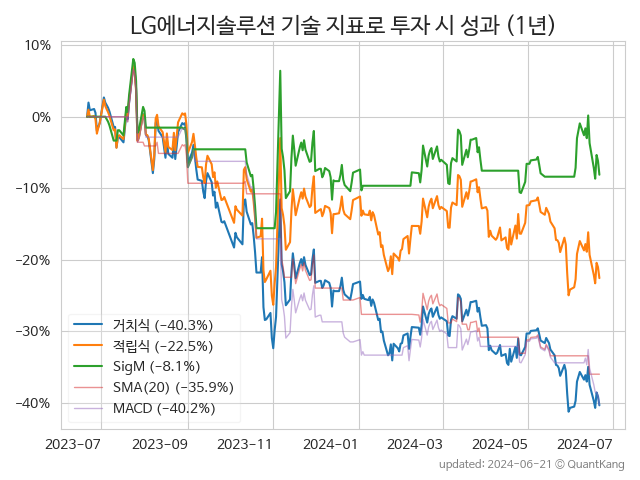 LG에너지솔루션 기술 지표로 투자 시 성과 (1년)
10%
0%
−10%
−20%
−30%
−40%
거치식 (−40.3%)
적립식 (−22.5%)
SigM (−8.1%)
SMA(20) (−35.9%)
MACD (−40.2%)
2023−07 2023−09 2023−11 2024−01 2024−03 2024−05 2024−07
updated: 2024−06−21 © QuantKang